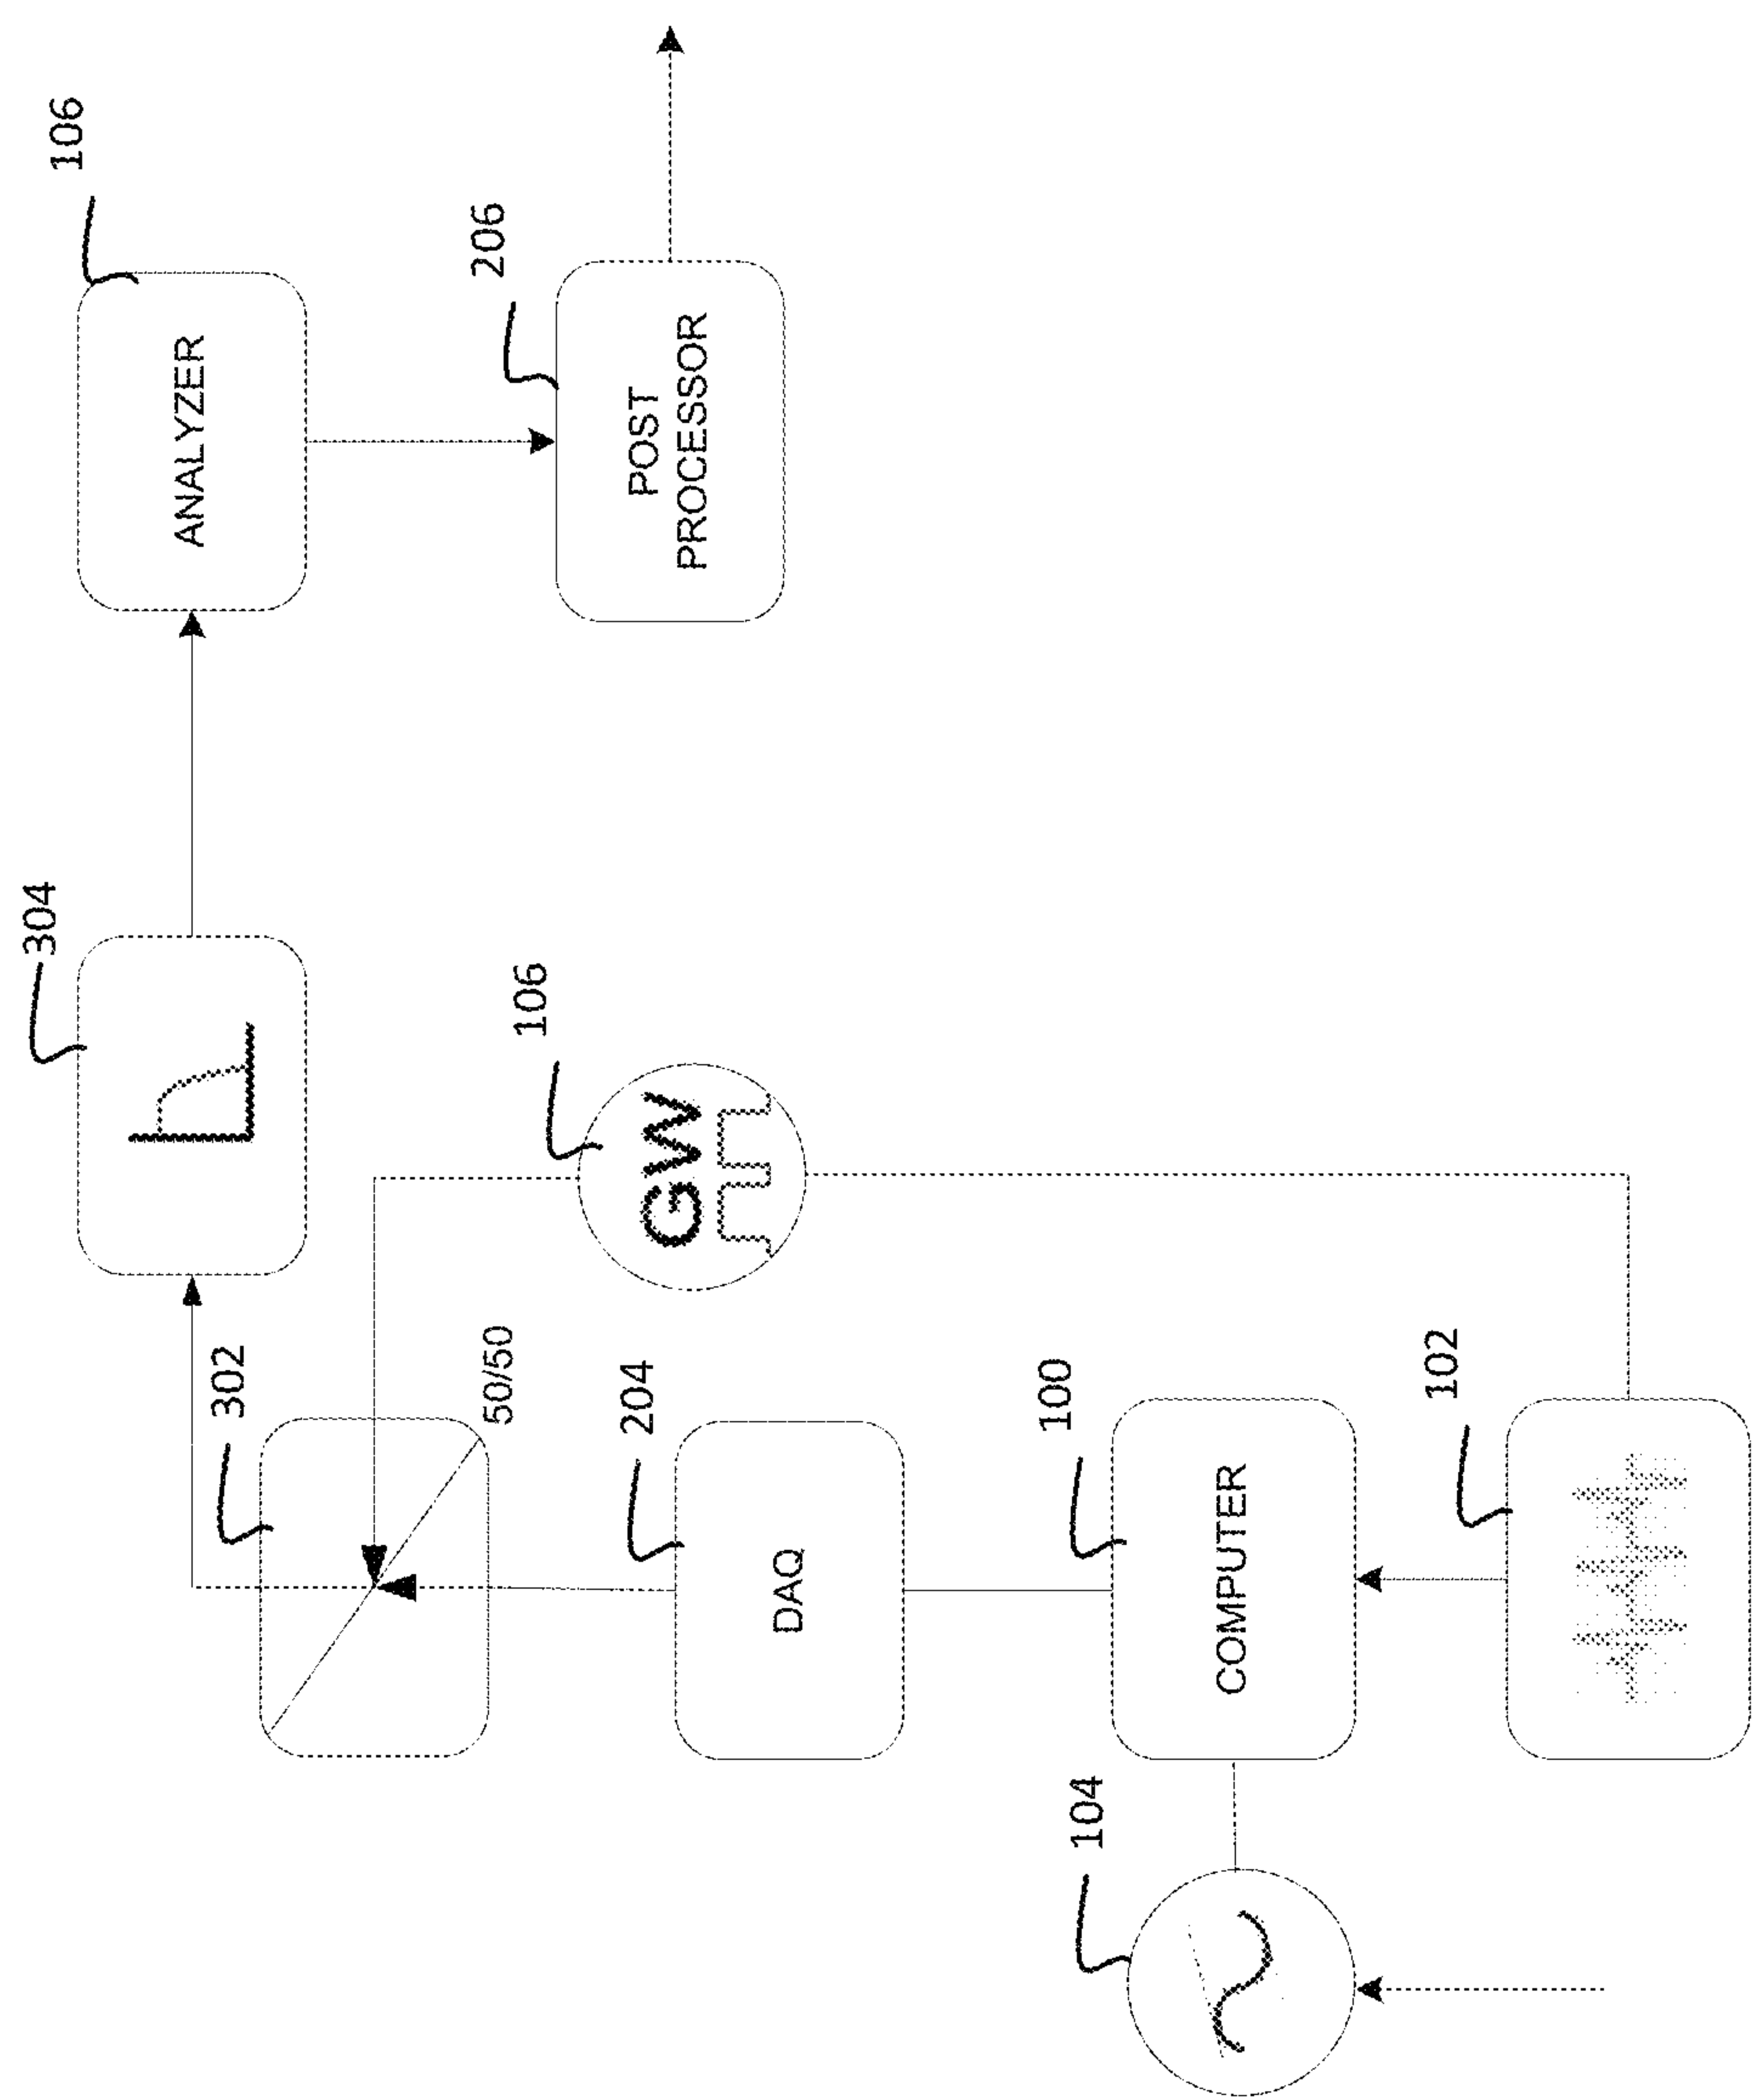 304
106
ANALYZER
302
206
50/50
106
204
POST
PROCESSOR
GW
DAQ
100
104
COMPUTER
102